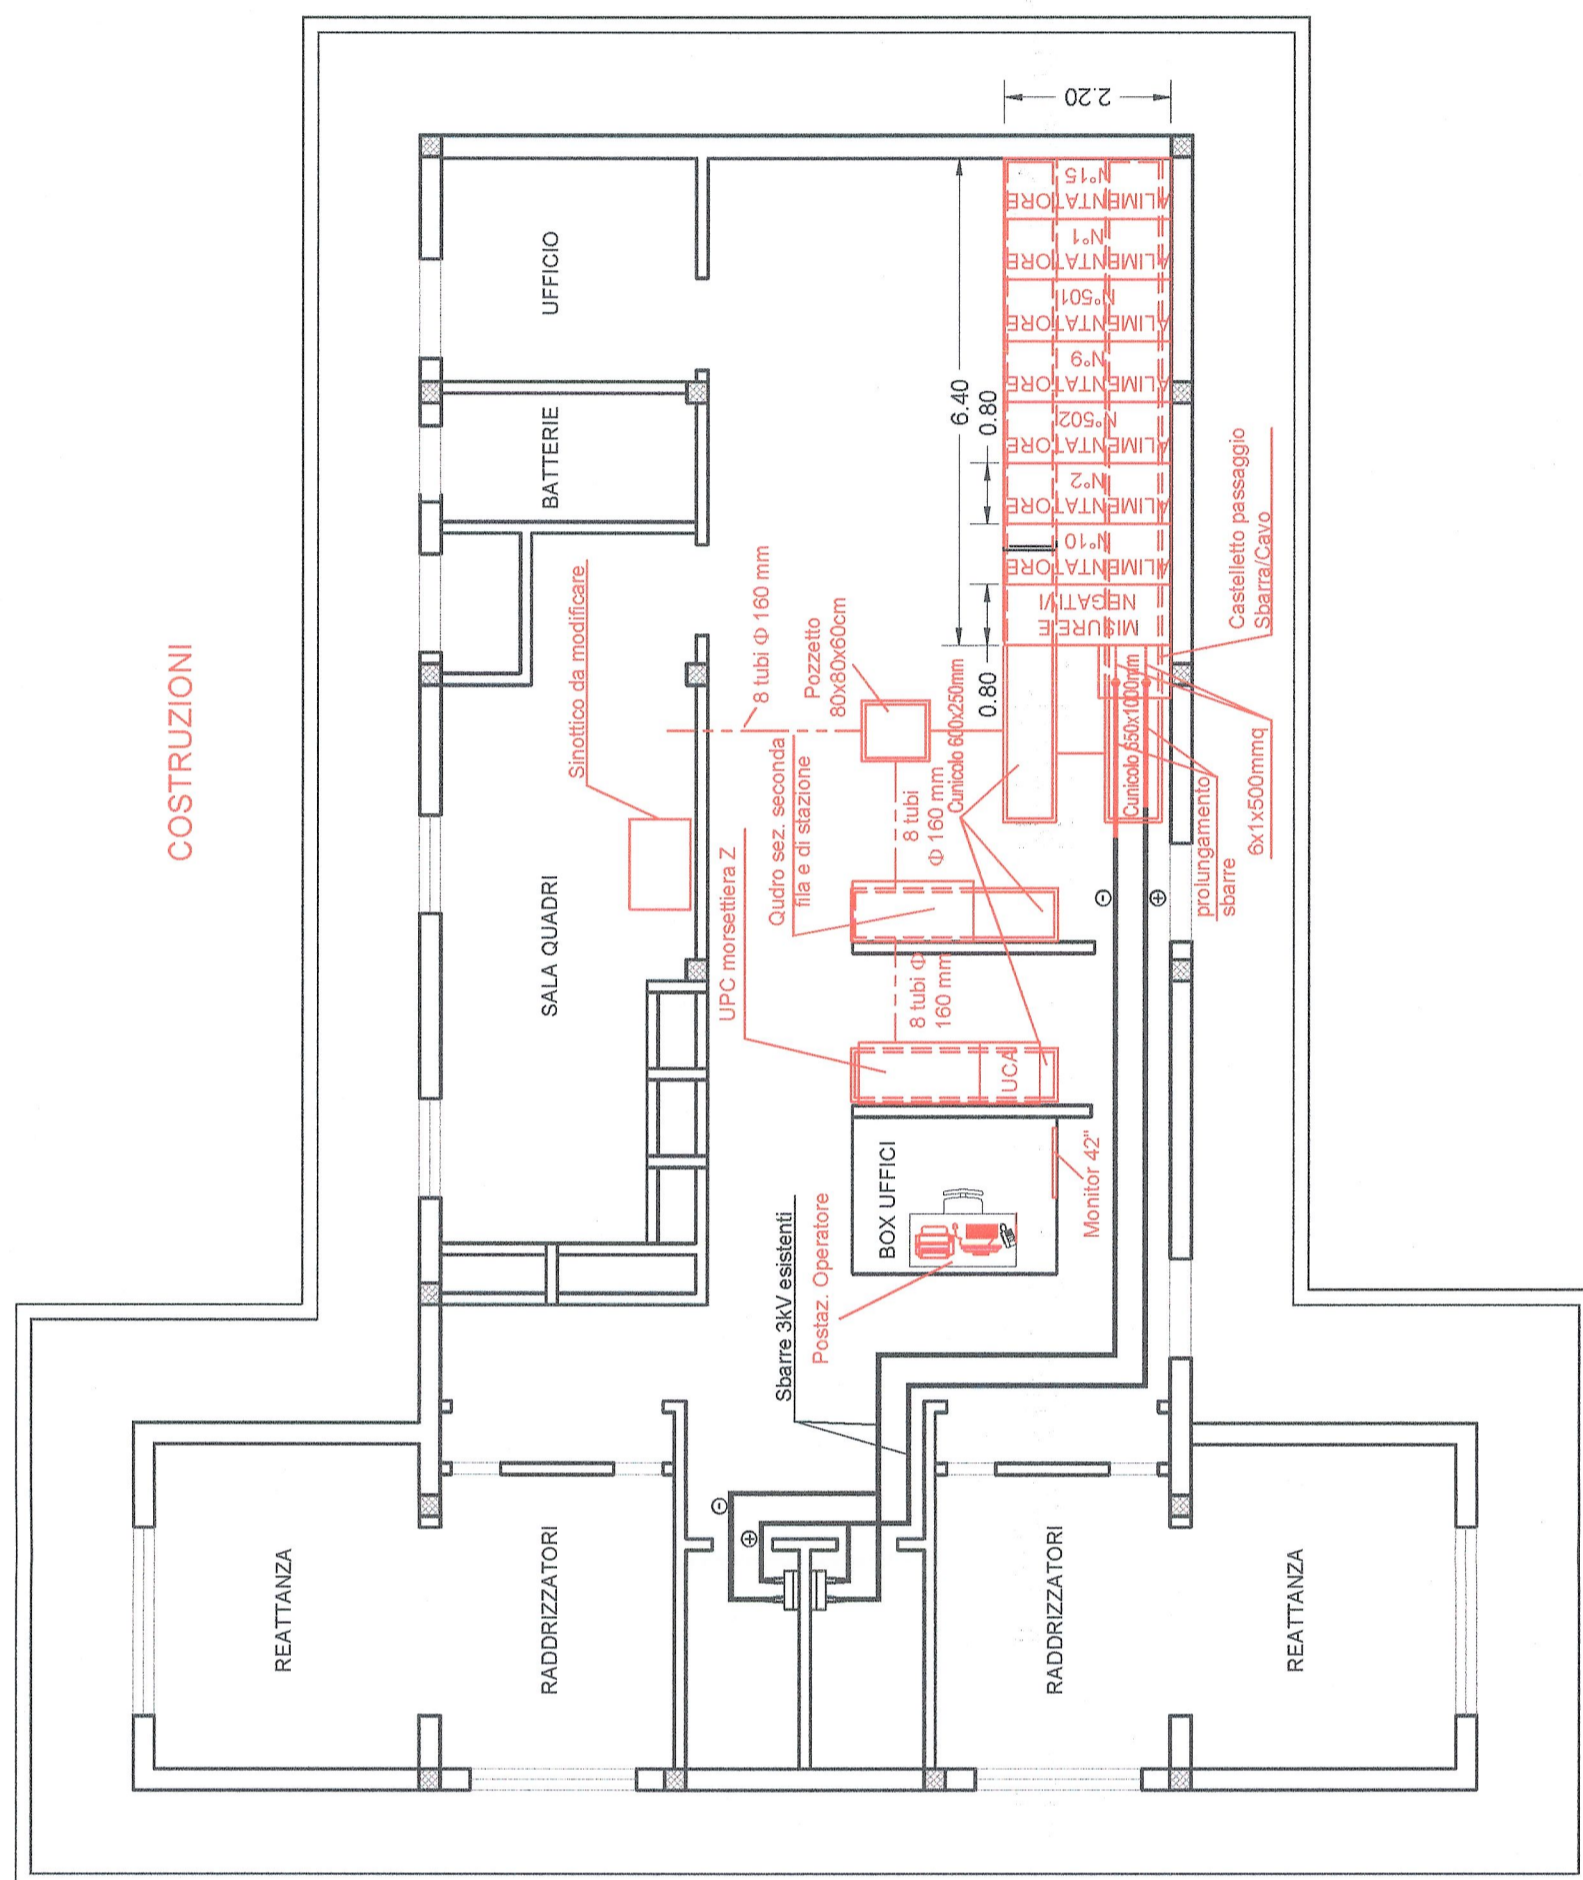 COSTRUZIONI
2.20
UFFICIO
BATTERIE
SALA QUADRI
Sinottico da modificare
8 tubi Φ 160 mm
Pozzetto
80x80x60cm
6.40
0.80
0.80
ALIMENTATORE
N°15
ALIMENTATORE
N°1
ALIMENTATORE
N°501
ALIMENTATORE
N°9
ALIMENTATORE
N°502
ALIMENTATORE
N°2
ALIMENTATORE
N°10
MISURE E
NEGATIVI
Castelletto passaggio
Sbarra/Cavo
Cunicolo 600x250mm
Cunicolo 650x1000mm
6x1x500mmq
prolungamento
sbarre
Qudro sez. seconda
fila e di stazione
8 tubi
Φ 160 mm
UPC morsettiera Z
8 tubi Φ
160 mm
UCA
BOX UFFICI
Monitor 42"
Postaz. Operatore
Sbarre 3kV esistenti
-
+
-
+
REATTANZA
RADDRIZZATORI
RADDRIZZATORI
REATTANZA